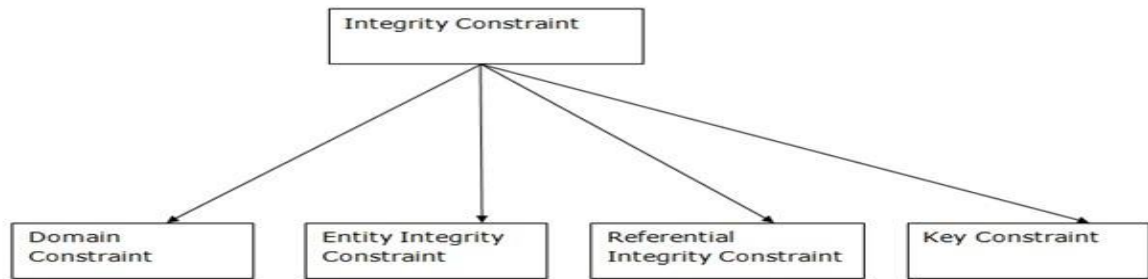 Integrity Constraint
Domain
Constraint
Entity Integrity
Constraint
Referential
Integrity Constraint
Key Constraint